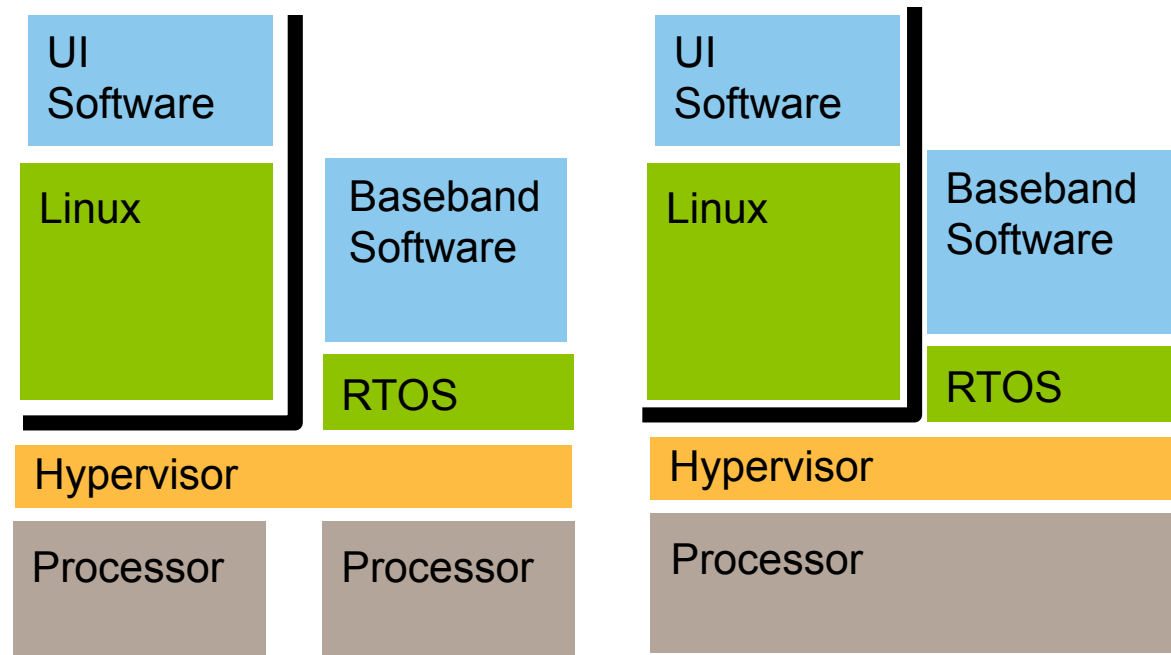 UI
Software
Linux
Baseband
Software
RTOS
Hypervisor
Processor
Processor
UI
Software
Linux
Baseband
Software
RTOS
Hypervisor
Processor